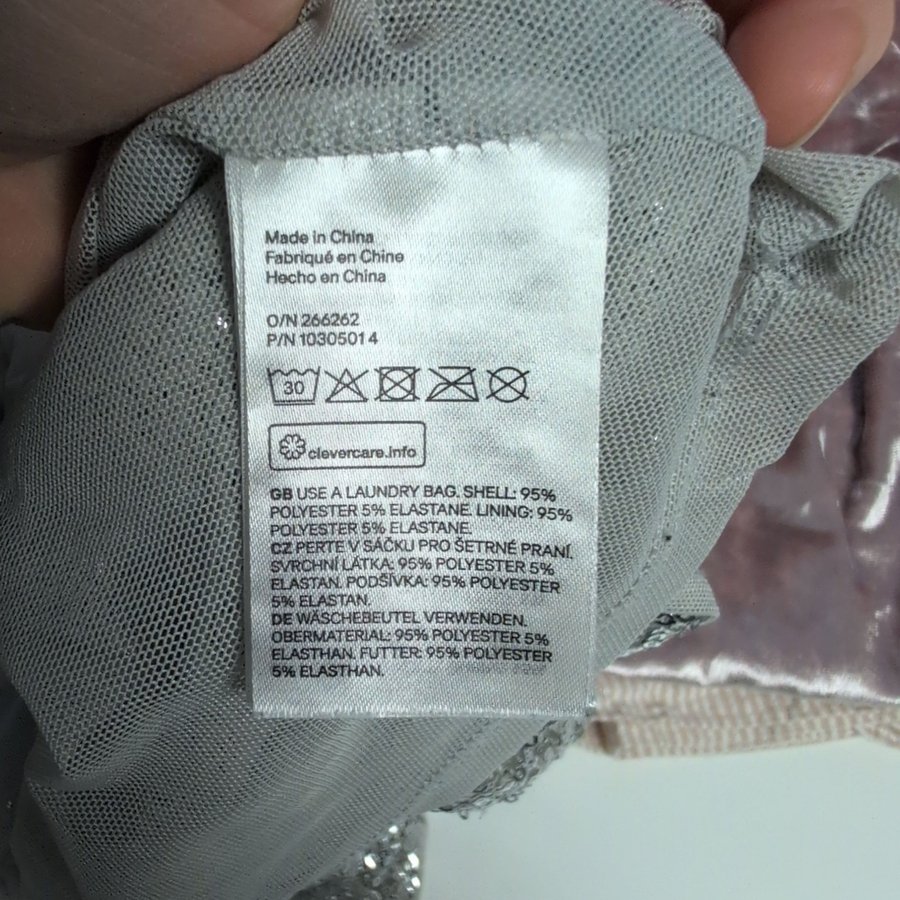 Made in China
Fabriqué en Chine
Hecho en China
O/N 266262
P/N 10305014
30
clevercare.info
GB USE A LAUNDRY BAG. SHELL: 95%
POLYESTER 5% ELASTANE. LINING: 95%
POLYESTER 5% ELASTANE.
CZ PERTE V SÁČKU PRO ŠETRNÉ PRANÍ.
SVRCHNÍ LÁTKA: 95% POLYESTER 5%
ELASTAN. PODŠÍVKA: 95% POLYESTER
5% ELASTAN.
DE WÄSCHEBEUTEL VERWENDEN.
OBERMATERIAL: 95% POLYESTER 5%
ELASTHAN. FUTTER: 95% POLYESTER
5% ELASTHAN.